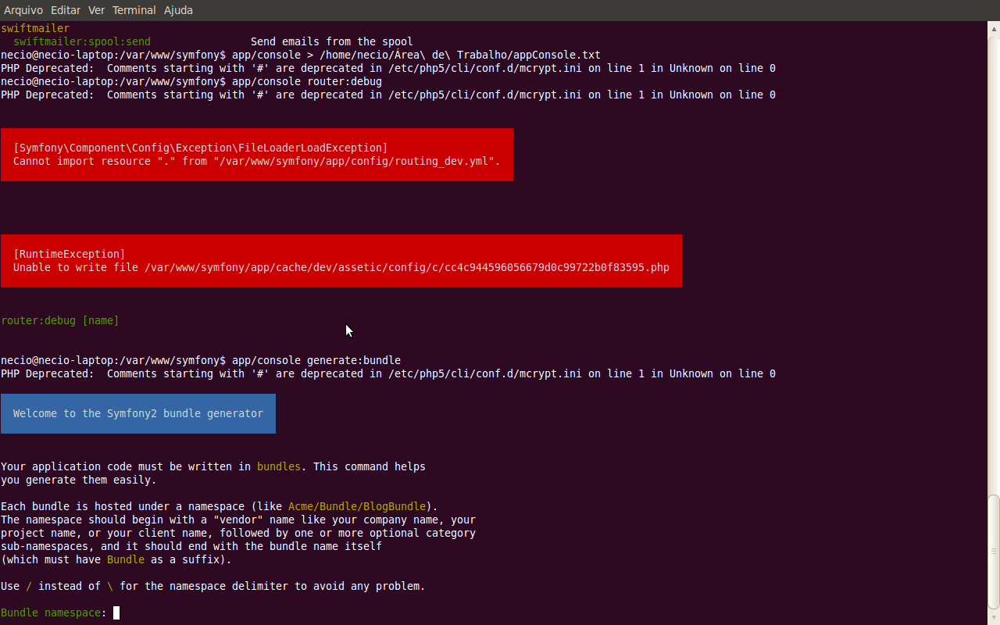 Arquivo Editar Ver Terminal Ajuda
swiftmailer
swiftmailer:spool:send Send emails from the spool
necio@necio-laptop:/var/www/symfony$ app/console > /home/necio/Área\ de\ Trabalho/appConsole.txt
PHP Deprecated:  Comments starting with '#' are deprecated in /etc/php5/cli/conf.d/mcrypt.ini on line 1 in Unknown on line 0
necio@necio-laptop:/var/www/symfony$ app/console router:debug
PHP Deprecated:  Comments starting with '#' are deprecated in /etc/php5/cli/conf.d/mcrypt.ini on line 1 in Unknown on line 0
[Symfony\Component\Config\Exception\FileLoaderLoadException]
Cannot import resource "." from "/var/www/symfony/app/config/routing_dev.yml".
[RuntimeException]
Unable to write file /var/www/symfony/app/cache/dev/assetic/config/c/cc4c944596056679d0c99722b0f83595.php
router:debug [name]
necio@necio-laptop:/var/www/symfony$ app/console generate:bundle
PHP Deprecated:  Comments starting with '#' are deprecated in /etc/php5/cli/conf.d/mcrypt.ini on line 1 in Unknown on line 0
Welcome to the Symfony2 bundle generator
Your application code must be written in bundles. This command helps
you generate them easily.
Each bundle is hosted under a namespace (like Acme/Bundle/BlogBundle).
The namespace should begin with a "vendor" name like your company name, your
project name, or your client name, followed by one or more optional category
sub-namespaces, and it should end with the bundle name itself
(which must have Bundle as a suffix).
Use / instead of \ for the namespace delimiter to avoid any problem.
Bundle namespace: